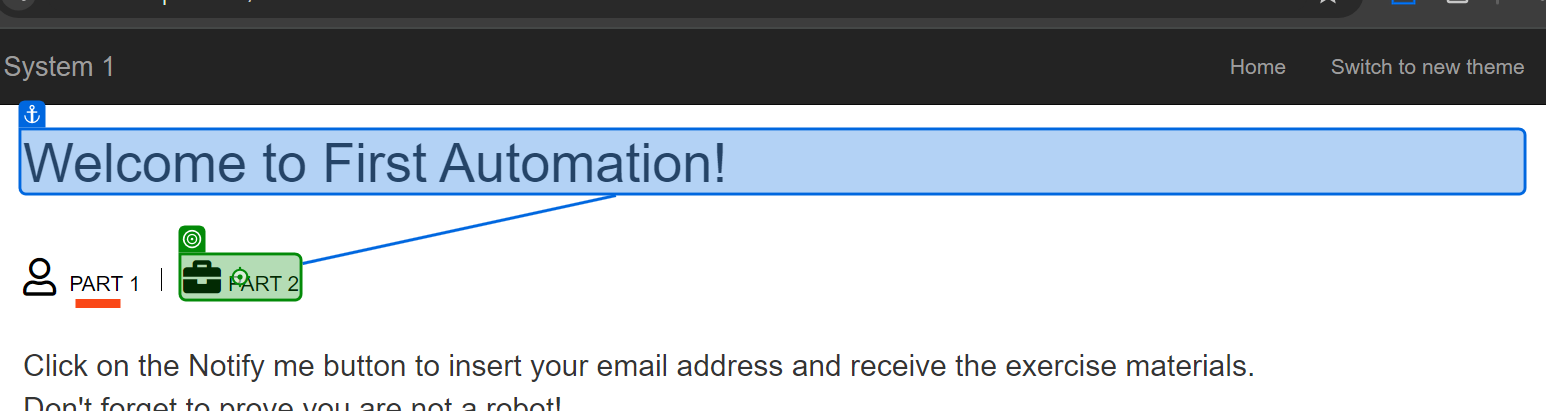 System 1
Home
Switch to new theme
Welcome to First Automation!
PART 1
PART 2
Click on the Notify me button to insert your email address and receive the exercise materials.
Don't forget to prove you are not a robot!